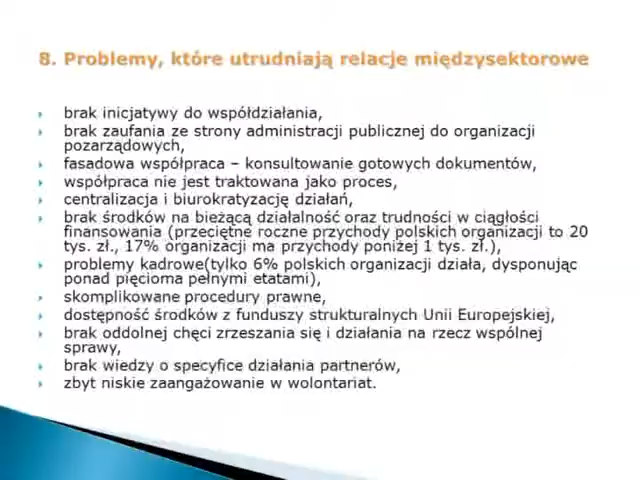 8. Problemy, które utrudniają relacje międzysektorowe
brak inicjatywy do współdziałania,
brak zaufania ze strony administracji publicznej do organizacji
pozarządowych,
fasadowa współpraca – konsultowanie gotowych dokumentów,
współpraca nie jest traktowana jako proces,
centralizacja i biurokratyzację działań,
brak środków na bieżącą działalność oraz trudności w ciągłości
finansowania (przeciętne roczne przychody polskich organizacji to 20
tys. zł., 17% organizacji ma przychody poniżej 1 tys. zł.),
problemy kadrowe(tylko 6% polskich organizacji działa, dysponując
ponad pięcioma pełnymi etatami),
skomplikowane procedury prawne,
dostępność środków z funduszy strukturalnych Unii Europejskiej,
brak oddolnej chęci zrzeszania się i działania na rzecz wspólnej
sprawy,
brak wiedzy o specyfice działania partnerów,
zbyt niskie zaangażowanie w wolontariat.